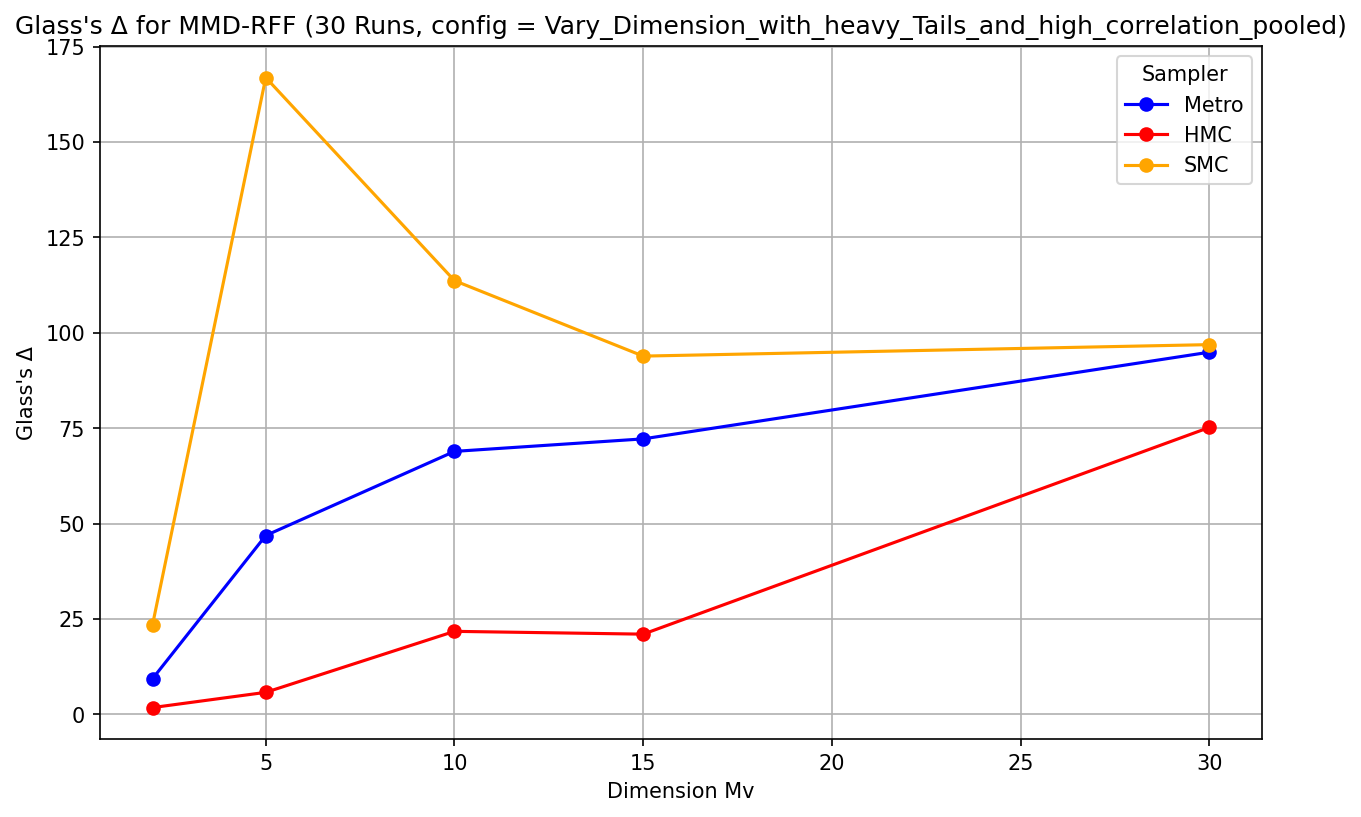 Glass's Δ for MMD-RFF (30 Runs, config = Vary_Dimension_with_heavy_Tails_and_high_correlation_pooled)
175
150
125
100
75
50
25
0
Glass's Δ
Sampler
Metro
HMC
SMC
5 10 15 20 25 30
Dimension Mv